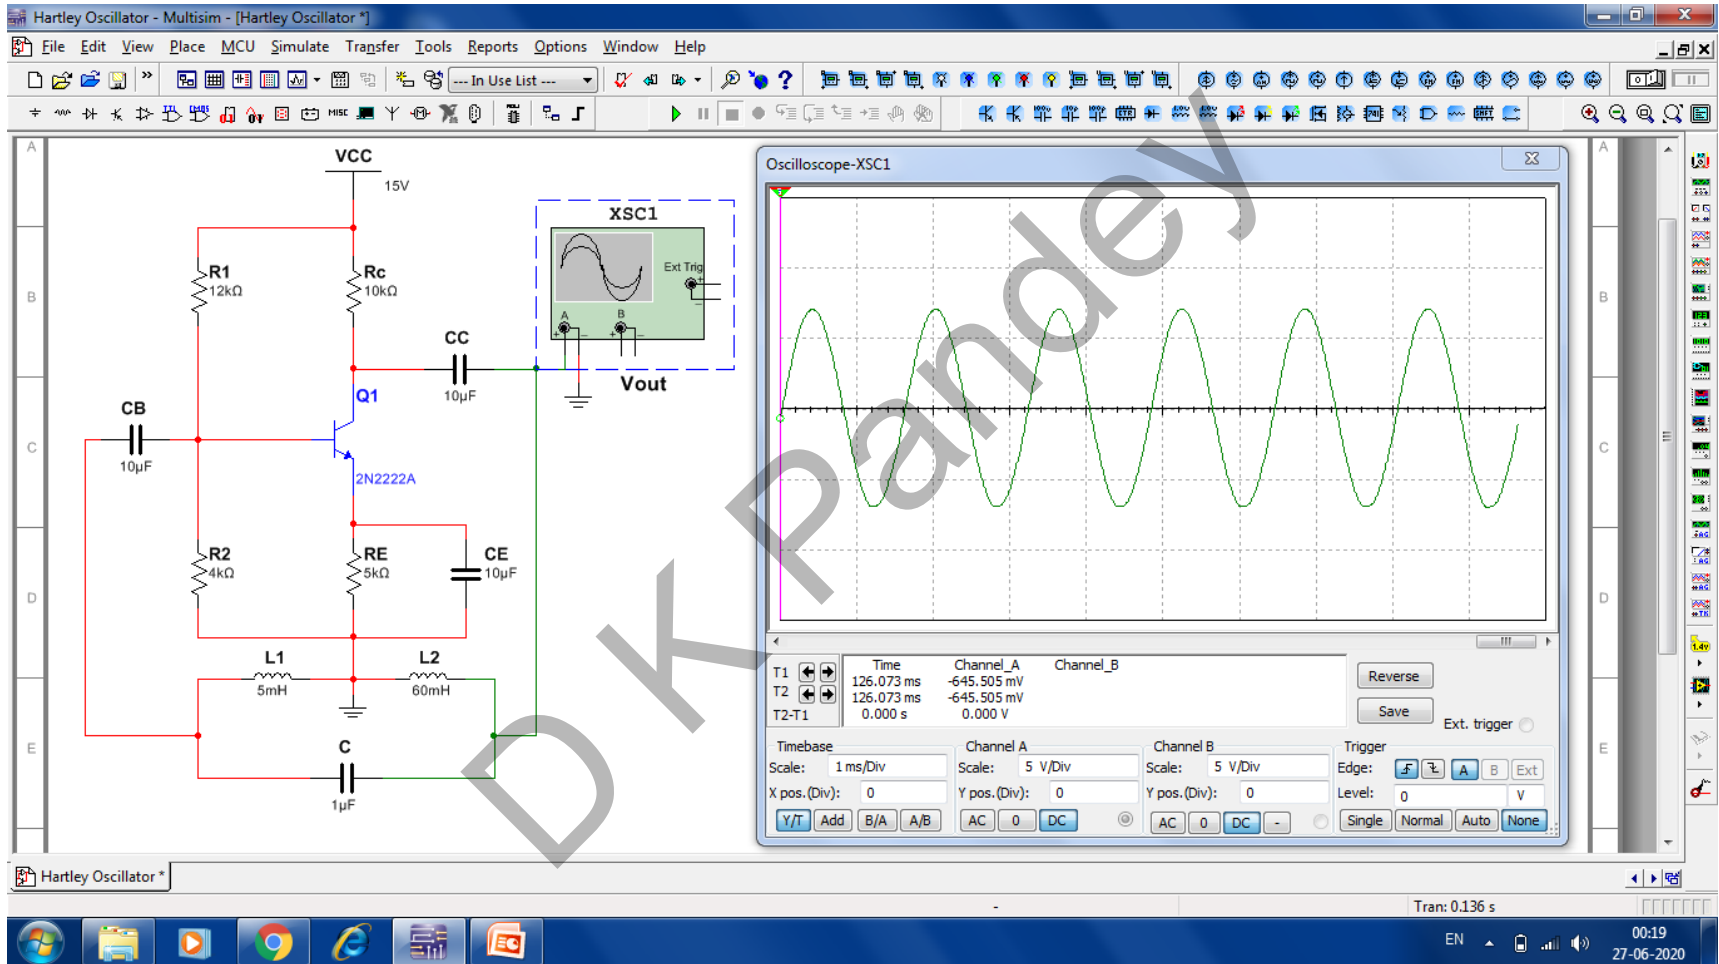 Hartley Oscillator - Multisim - [Hartley Oscillator *]
File Edit View Place MCU Simulate Transfer Tools Reports Options Window Help
--- In Use List ---
MISC
A
B
C
D
E
VCC
15V
R1
12kΩ
Rc
10kΩ
CC
10µF
XSC1
Ext Trig
A
B
Vout
Q1
2N2222A
CB
10µF
R2
4kΩ
RE
5kΩ
CE
10µF
L1
5mH
L2
60mH
C
1µF
Oscilloscope-XSC1
Time Channel_A Channel_B
T1 126.073 ms -645.505 mV
T2 126.073 ms -645.505 mV
T2-T1 0.000 s 0.000 V
Reverse
Save
Ext. trigger
Timebase
Scale: 1 ms/Div
X pos.(Div): 0
Y/T Add B/A A/B
Channel A
Scale: 5 V/Div
Y pos.(Div): 0
AC 0 DC
Channel B
Scale: 5 V/Div
Y pos.(Div): 0
AC 0 DC -
Trigger
Edge: A B Ext
Level: 0 V
Single Normal Auto None
A
B
C
D
E
D K Pandey
Hartley Oscillator *
- Tran: 0.136 s
EN
00:19
27-06-2020